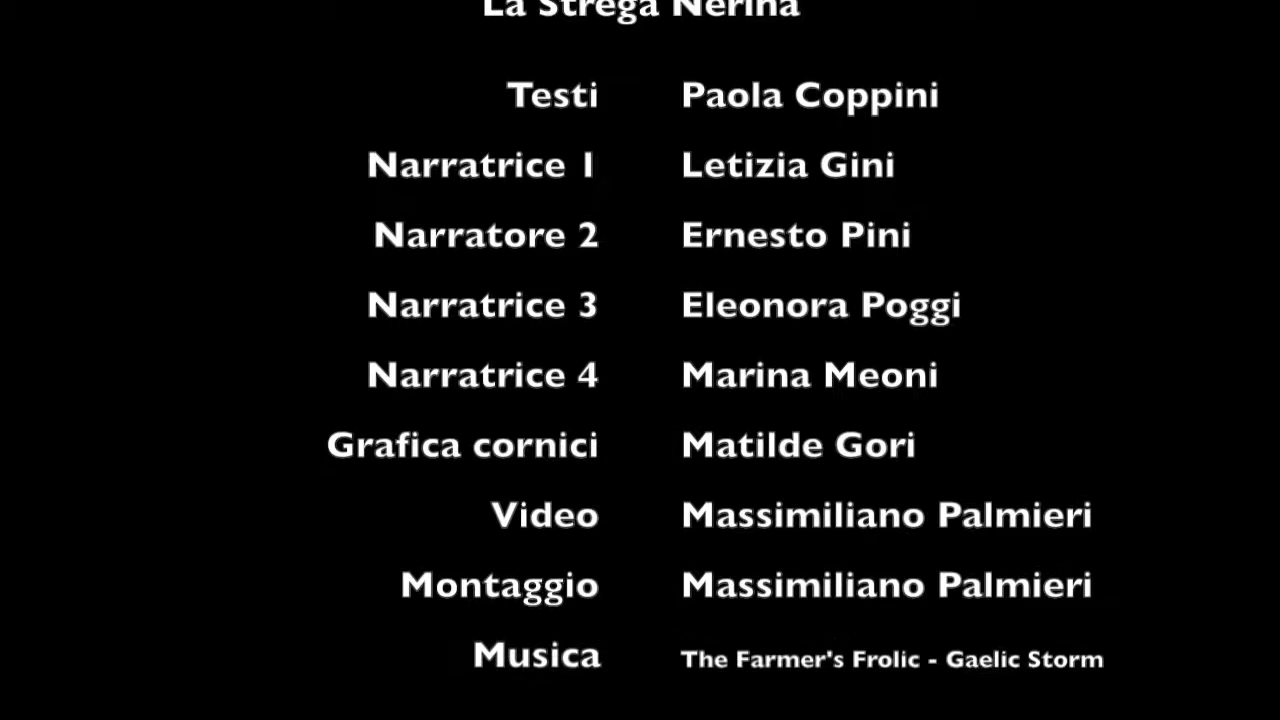 La Strega Nerina
Testi Paola Coppini
Narratrice 1 Letizia Gini
Narratore 2 Ernesto Pini
Narratrice 3 Eleonora Poggi
Narratrice 4 Marina Meoni
Grafica cornici Matilde Gori
Video Massimiliano Palmieri
Montaggio Massimiliano Palmieri
Musica The Farmer's Frolic - Gaelic Storm